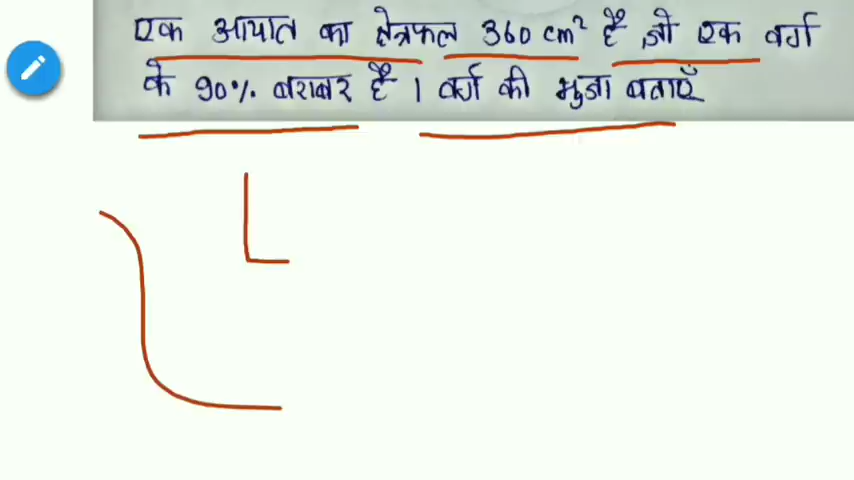 एक आयात का क्षेत्रफल 360 cm² है जो एक वर्ग
के 90% बराबर है । वर्ग की भुजा बताएँ